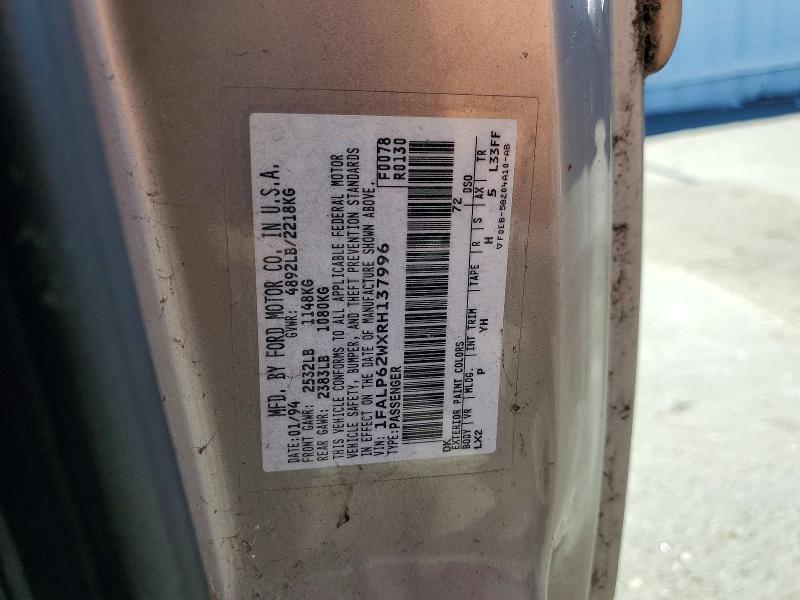 MFD. BY FORD MOTOR CO. IN U.S.A.
DATE: 01/94 GVWR: 4892LB/2218KG
FRONT GAWR: 2532LB 1148KG
REAR GAWR: 2383LB 1080KG
THIS VEHICLE CONFORMS TO ALL APPLICABLE FEDERAL MOTOR
VEHICLE SAFETY, BUMPER, AND THEFT PREVENTION STANDARDS
IN EFFECT ON THE DATE OF MANUFACTURE SHOWN ABOVE.
VIN: 1FALP62WXRH137996 F0078
TYPE: PASSENGER R0130
DK 72 DSO
EXTERIOR PAINT COLORS
BODY VR MLDG. INT TRIM TAPE R S AX TR
LX2 P YH H 5 L33FF
▽ F0EB-58204A10-AB